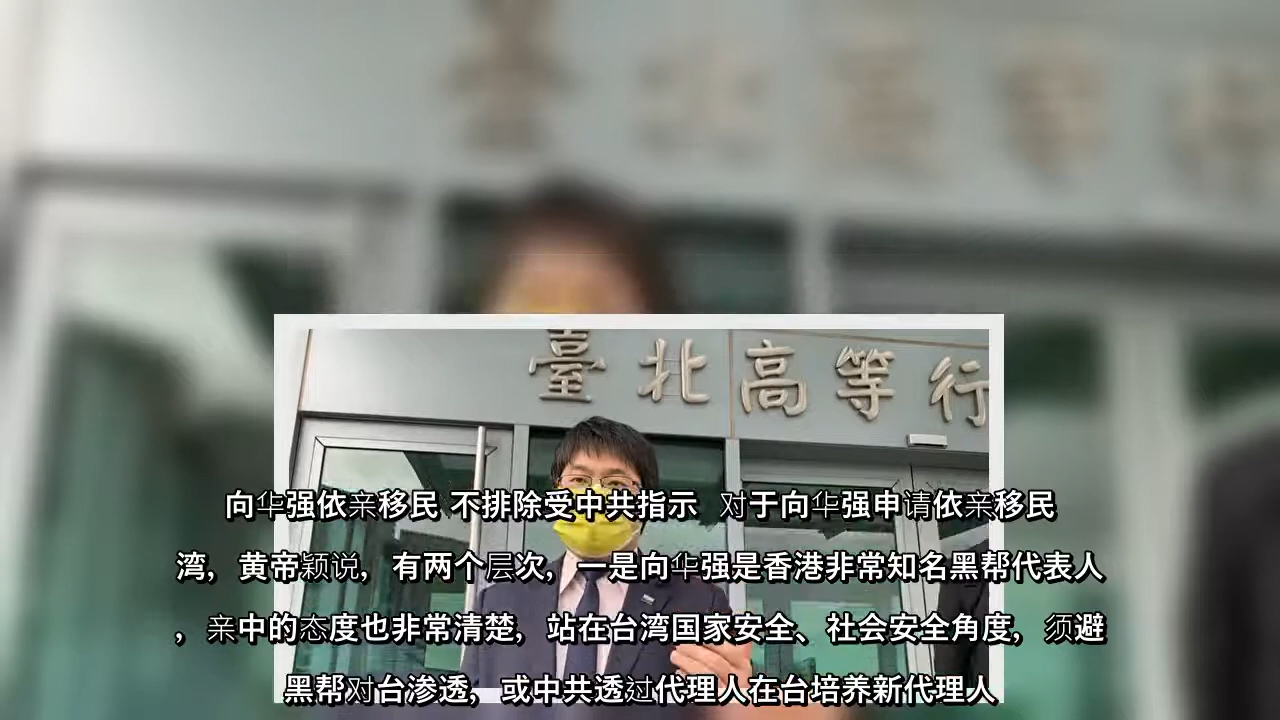 臺北高等行
向华强依亲移民 不排除受中共指示 对于向华强申请依亲移民
湾，黄帝颖说，有两个层次，一是向华强是香港非常知名黑帮代表人
，亲中的态度也非常清楚，站在台湾国家安全、社会安全角度，须避
黑帮对台渗透，或中共透过代理人在台培养新代理人